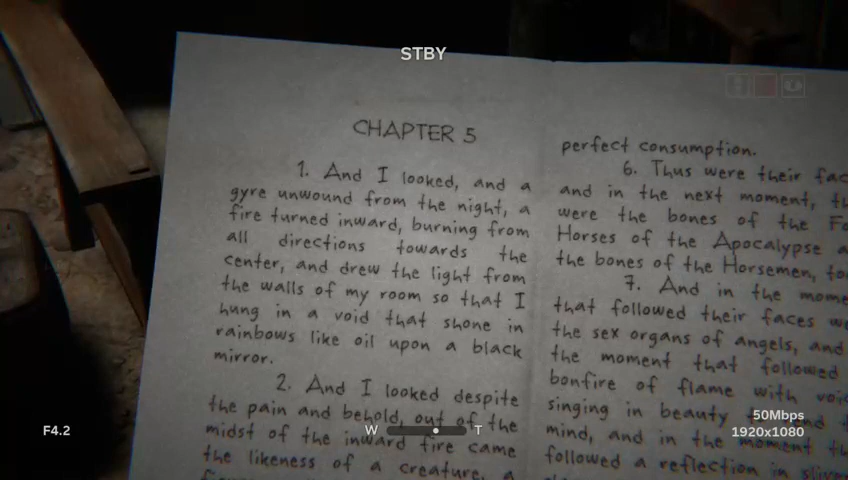 STBY
CHAPTER 5
1. And I looked, and a
gyre unwound from the night, a
fire turned inward, burning from
all directions towards the
center, and drew the light from
the walls of my room so that I
hung in a void that shone in
rainbows like oil upon a black
mirror.
2. And I looked despite
the pain and behold, out of the
midst of the inward fire came
the likeness of a creature, a
perfect consumption.
6. Thus were their
and in the next moment,
were the bones of the
Horses of the Apocalypse
the bones of the Horsemen,
7. And in the
that followed their faces
the sex organs of angels, and
the moment that followed
bonfire of flame with
singing in beauty
mind, and in the moment
followed a reflection in
F4.2
W T
50Mbps
1920x1080